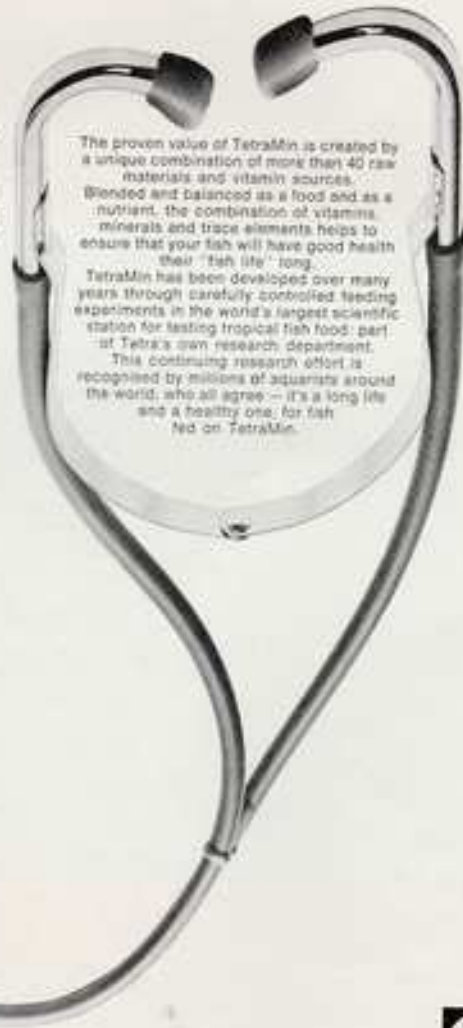 The proven value of TetraMin is created by
a unique combination of more than 40 raw
materials and vitamin sources.
Blended and balanced as a food and as a
nutrient, the combination of vitamins,
minerals and trace elements helps to
ensure that your fish will have good health
their "fish life" long.
TetraMin has been developed over many
years through carefully controlled feeding
experiments in the world's largest scientific
station for testing tropical fish food: part
of Tetra's own research department.
This continuing research effort is
recognised by millions of aquarists around
the world, who all agree — it's a long life
and a healthy one, for fish
fed on TetraMin.